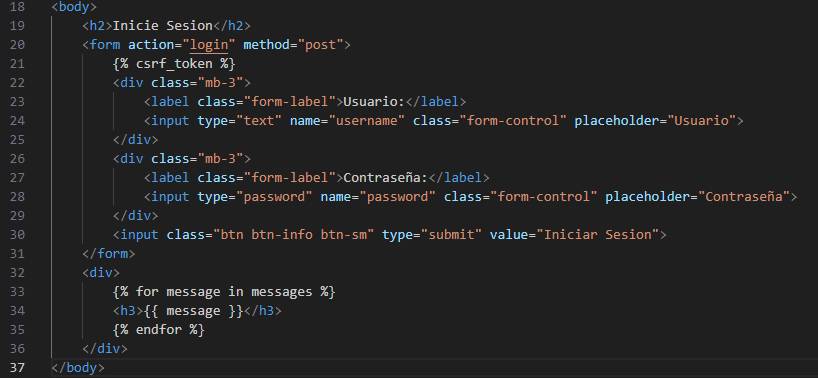 18 <body>
19     <h2>Inicie Sesion</h2>
20     <form action="login" method="post">
21         {% csrf_token %}
22         <div class="mb-3">
23             <label class="form-label">Usuario:</label>
24             <input type="text" name="username" class="form-control" placeholder="Usuario">
25         </div>
26         <div class="mb-3">
27             <label class="form-label">Contraseña:</label>
28             <input type="password" name="password" class="form-control" placeholder="Contraseña">
29         </div>
30         <input class="btn btn-info btn-sm" type="submit" value="Iniciar Sesion">
31     </form>
32     <div>
33         {% for message in messages %}
34         <h3>{{ message }}</h3>
35         {% endfor %}
36     </div>
37 </body>